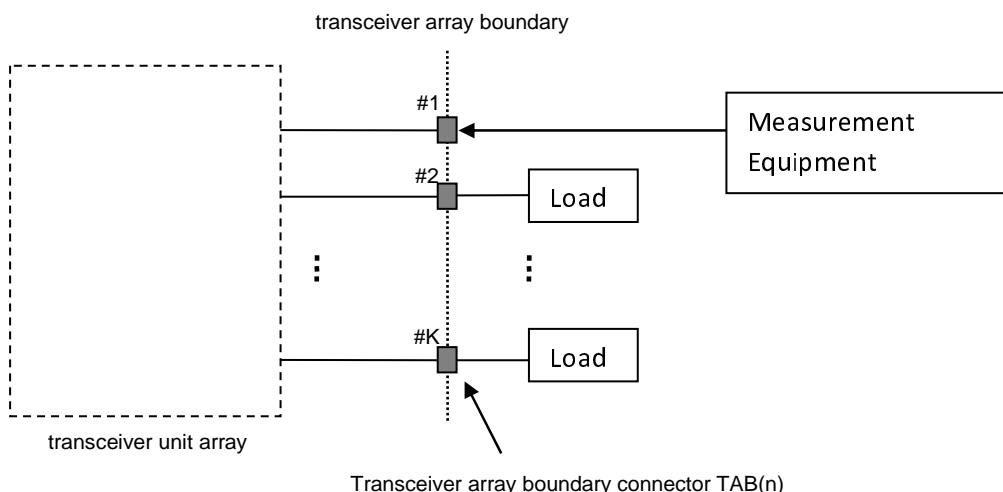 transceiver array boundary
#1
Measurement
Equipment
#2
Load
#K
Load
transceiver unit array
Transceiver array boundary connector TAB(n)